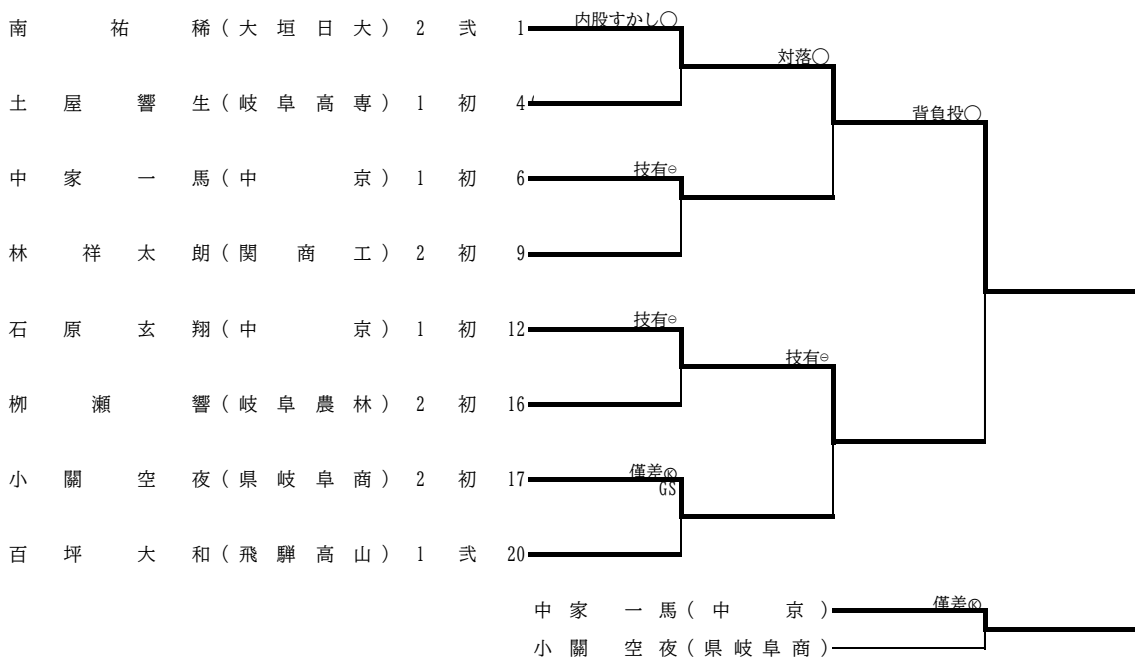 南 祐 稀 ( 大 垣 日 大 ) 2 弐 1 内股すかし○
対落○
土 屋 響 生 ( 岐 阜 高 専 ) 1 初 4
背負投○
中 家 一 馬 ( 中 京 ) 1 初 6 技有⊖
林 祥 太 朗 ( 関 商 工 ) 2 初 9
石 原 玄 翔 ( 中 京 ) 1 初 12 技有⊖
技有⊖
栁 瀬 響 ( 岐 阜 農 林 ) 2 初 16
小 關 空 夜 ( 県 岐 阜 商 ) 2 初 17 僅差Ⓚ
GS
百 坪 大 和 ( 飛 騨 高 山 ) 1 弐 20
中 家 一 馬 ( 中 京 ) 僅差Ⓚ
小 關 空 夜 ( 県 岐 阜 商 )